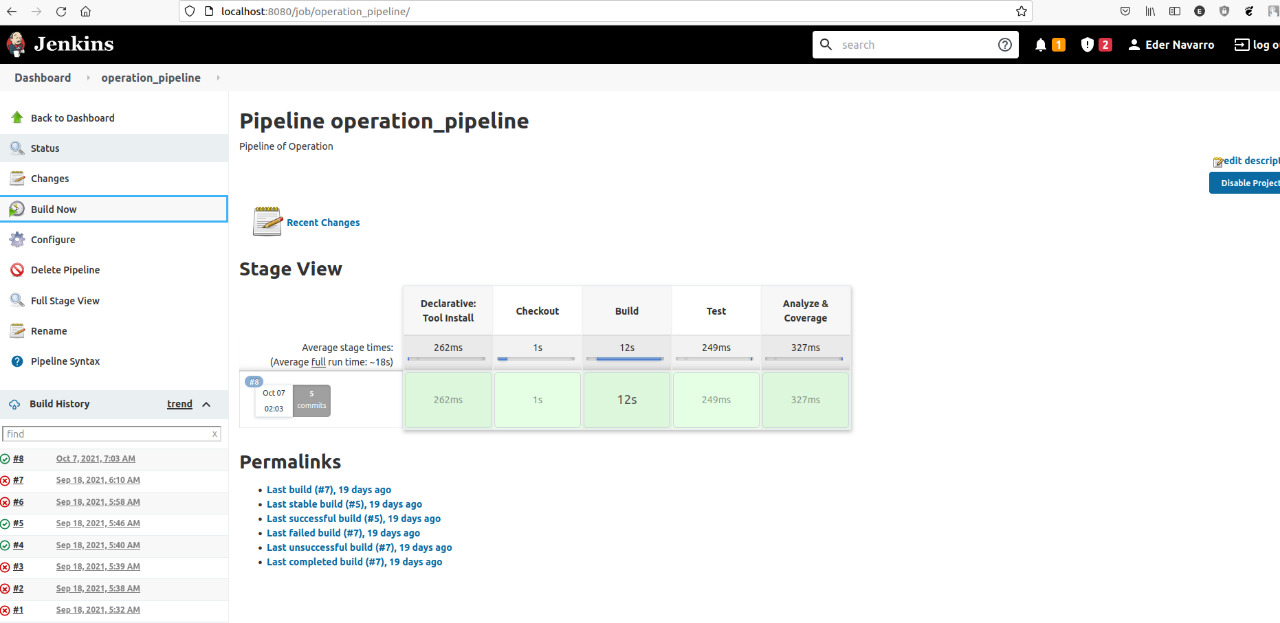 localhost:8080/job/operation_pipeline/
Jenkins
search
1
2
Eder Navarro
log o
Dashboard
operation_pipeline
Back to Dashboard
Status
Changes
Build Now
Configure
Delete Pipeline
Full Stage View
Rename
Pipeline Syntax
Build History
trend
find
x
#8 Oct 7, 2021, 7:03 AM
#7 Sep 18, 2021, 6:10 AM
#6 Sep 18, 2021, 5:58 AM
#5 Sep 18, 2021, 5:46 AM
#4 Sep 18, 2021, 5:40 AM
#3 Sep 18, 2021, 5:39 AM
#2 Sep 18, 2021, 5:38 AM
#1 Sep 18, 2021, 5:32 AM
Pipeline operation_pipeline
Pipeline of Operation
edit descript
Disable Project
Recent Changes
Stage View
Declarative:
Tool Install
Checkout
Build
Test
Analyze &
Coverage
Average stage times:
(Average full run time: ~18s)
262ms
1s
12s
249ms
327ms
#8
Oct 07
02:03
5
commits
262ms
1s
12s
249ms
327ms
Permalinks
Last build (#7), 19 days ago
Last stable build (#5), 19 days ago
Last successful build (#5), 19 days ago
Last failed build (#7), 19 days ago
Last unsuccessful build (#7), 19 days ago
Last completed build (#7), 19 days ago